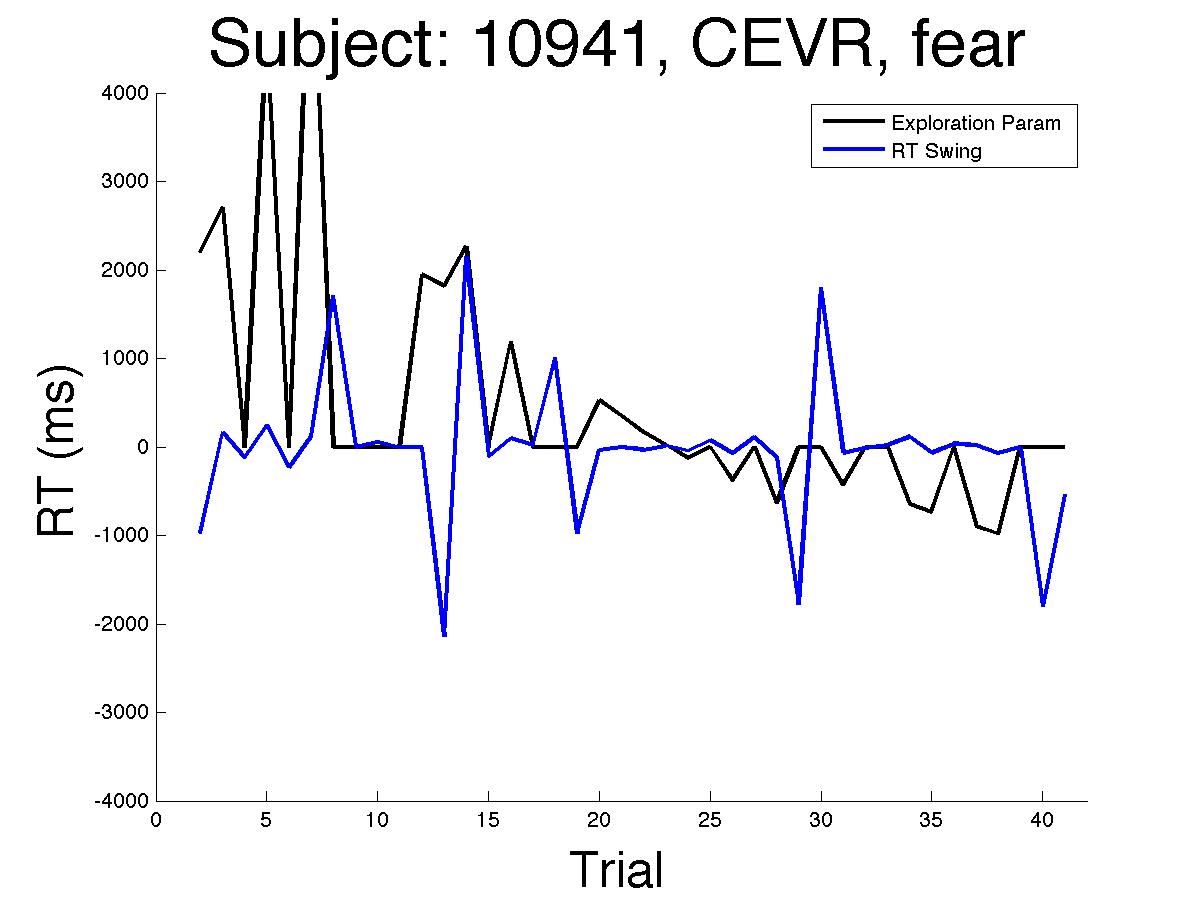 Subject: 10941, CEVR, fear
Exploration Param
RT Swing
4000
3000
2000
1000
0
-1000
-2000
-3000
-4000
RT (ms)
0 5 10 15 20 25 30 35 40
Trial